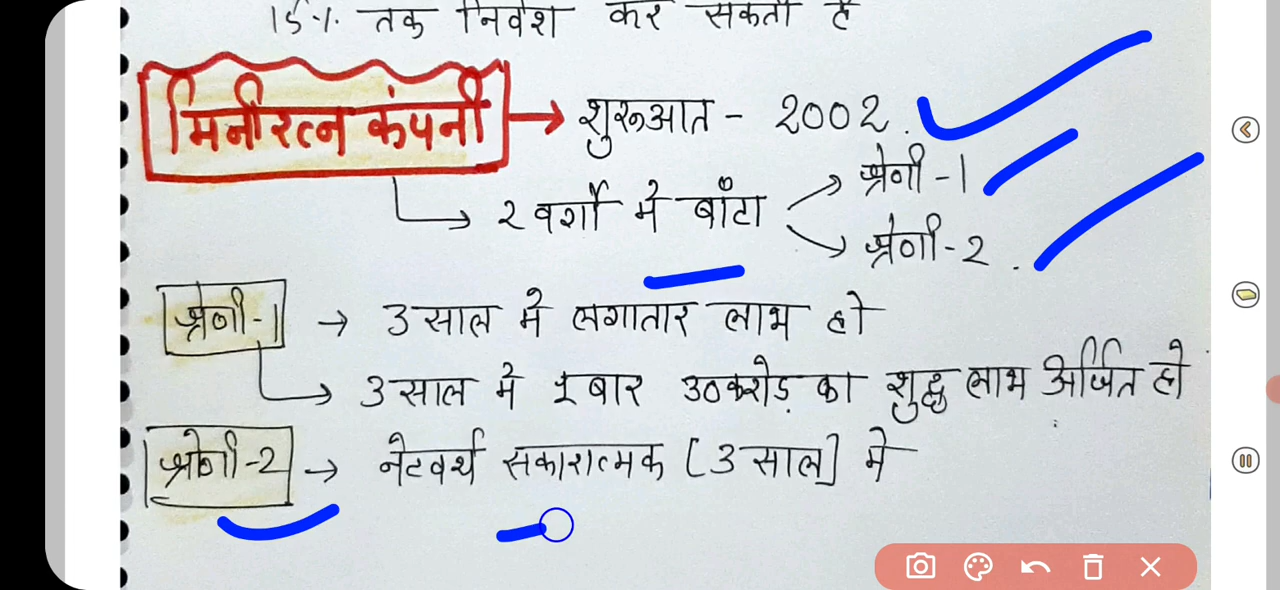 15% तक निवेश कर सकती है
मिनीरत्न कंपनी → शुरूआत - 2002.
→ 2 वर्गों में बाँटा
श्रेणी-1
श्रेणी-2.
श्रेणी-1 → 3 साल में लगातार लाभ हो
→ 3 साल में 1 बार 30 करोड़ का शुद्ध लाभ अर्जित हो
श्रेणी-2 → नेटवर्थ सकारात्मक [3 साल] में